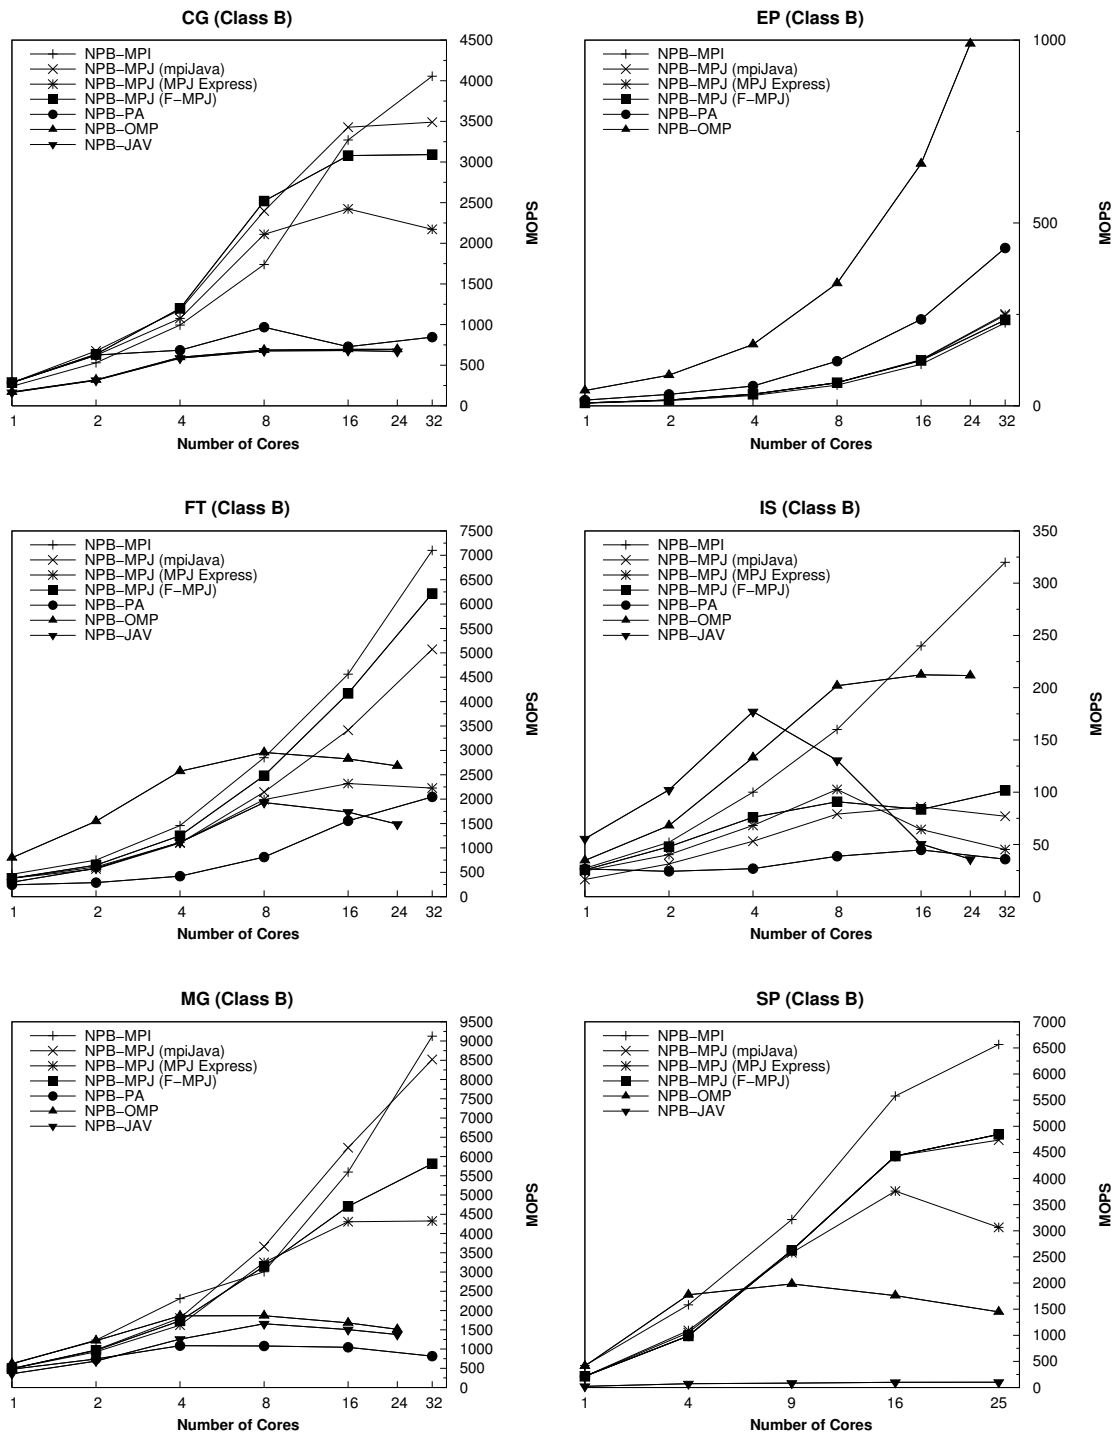 CG (Class B)
NPB−MPI
NPB−MPJ (mpiJava)
NPB−MPJ (MPJ Express)
NPB−MPJ (F−MPJ)
NPB−PA
NPB−OMP
NPB−JAV
4500
4000
3500
3000
2500
2000
1500
1000
500
0
MOPS
1 2 4 8 16 24 32
Number of Cores
EP (Class B)
NPB−MPI
NPB−MPJ (mpiJava)
NPB−MPJ (MPJ Express)
NPB−MPJ (F−MPJ)
NPB−PA
NPB−OMP
1000
500
0
MOPS
1 2 4 8 16 24 32
Number of Cores
FT (Class B)
NPB−MPI
NPB−MPJ (mpiJava)
NPB−MPJ (MPJ Express)
NPB−MPJ (F−MPJ)
NPB−PA
NPB−OMP
NPB−JAV
7500
7000
6500
6000
5500
5000
4500
4000
3500
3000
2500
2000
1500
1000
500
0
MOPS
1 2 4 8 16 24 32
Number of Cores
IS (Class B)
NPB−MPI
NPB−MPJ (mpiJava)
NPB−MPJ (MPJ Express)
NPB−MPJ (F−MPJ)
NPB−PA
NPB−OMP
NPB−JAV
350
300
250
200
150
100
50
0
MOPS
1 2 4 8 16 24 32
Number of Cores
MG (Class B)
NPB−MPI
NPB−MPJ (mpiJava)
NPB−MPJ (MPJ Express)
NPB−MPJ (F−MPJ)
NPB−PA
NPB−OMP
NPB−JAV
9500
9000
8500
8000
7500
7000
6500
6000
5500
5000
4500
4000
3500
3000
2500
2000
1500
1000
500
0
MOPS
1 2 4 8 16 24 32
Number of Cores
SP (Class B)
NPB−MPI
NPB−MPJ (mpiJava)
NPB−MPJ (MPJ Express)
NPB−MPJ (F−MPJ)
NPB−OMP
NPB−JAV
7000
6500
6000
5500
5000
4500
4000
3500
3000
2500
2000
1500
1000
500
0
MOPS
1 4 9 16 25
Number of Cores